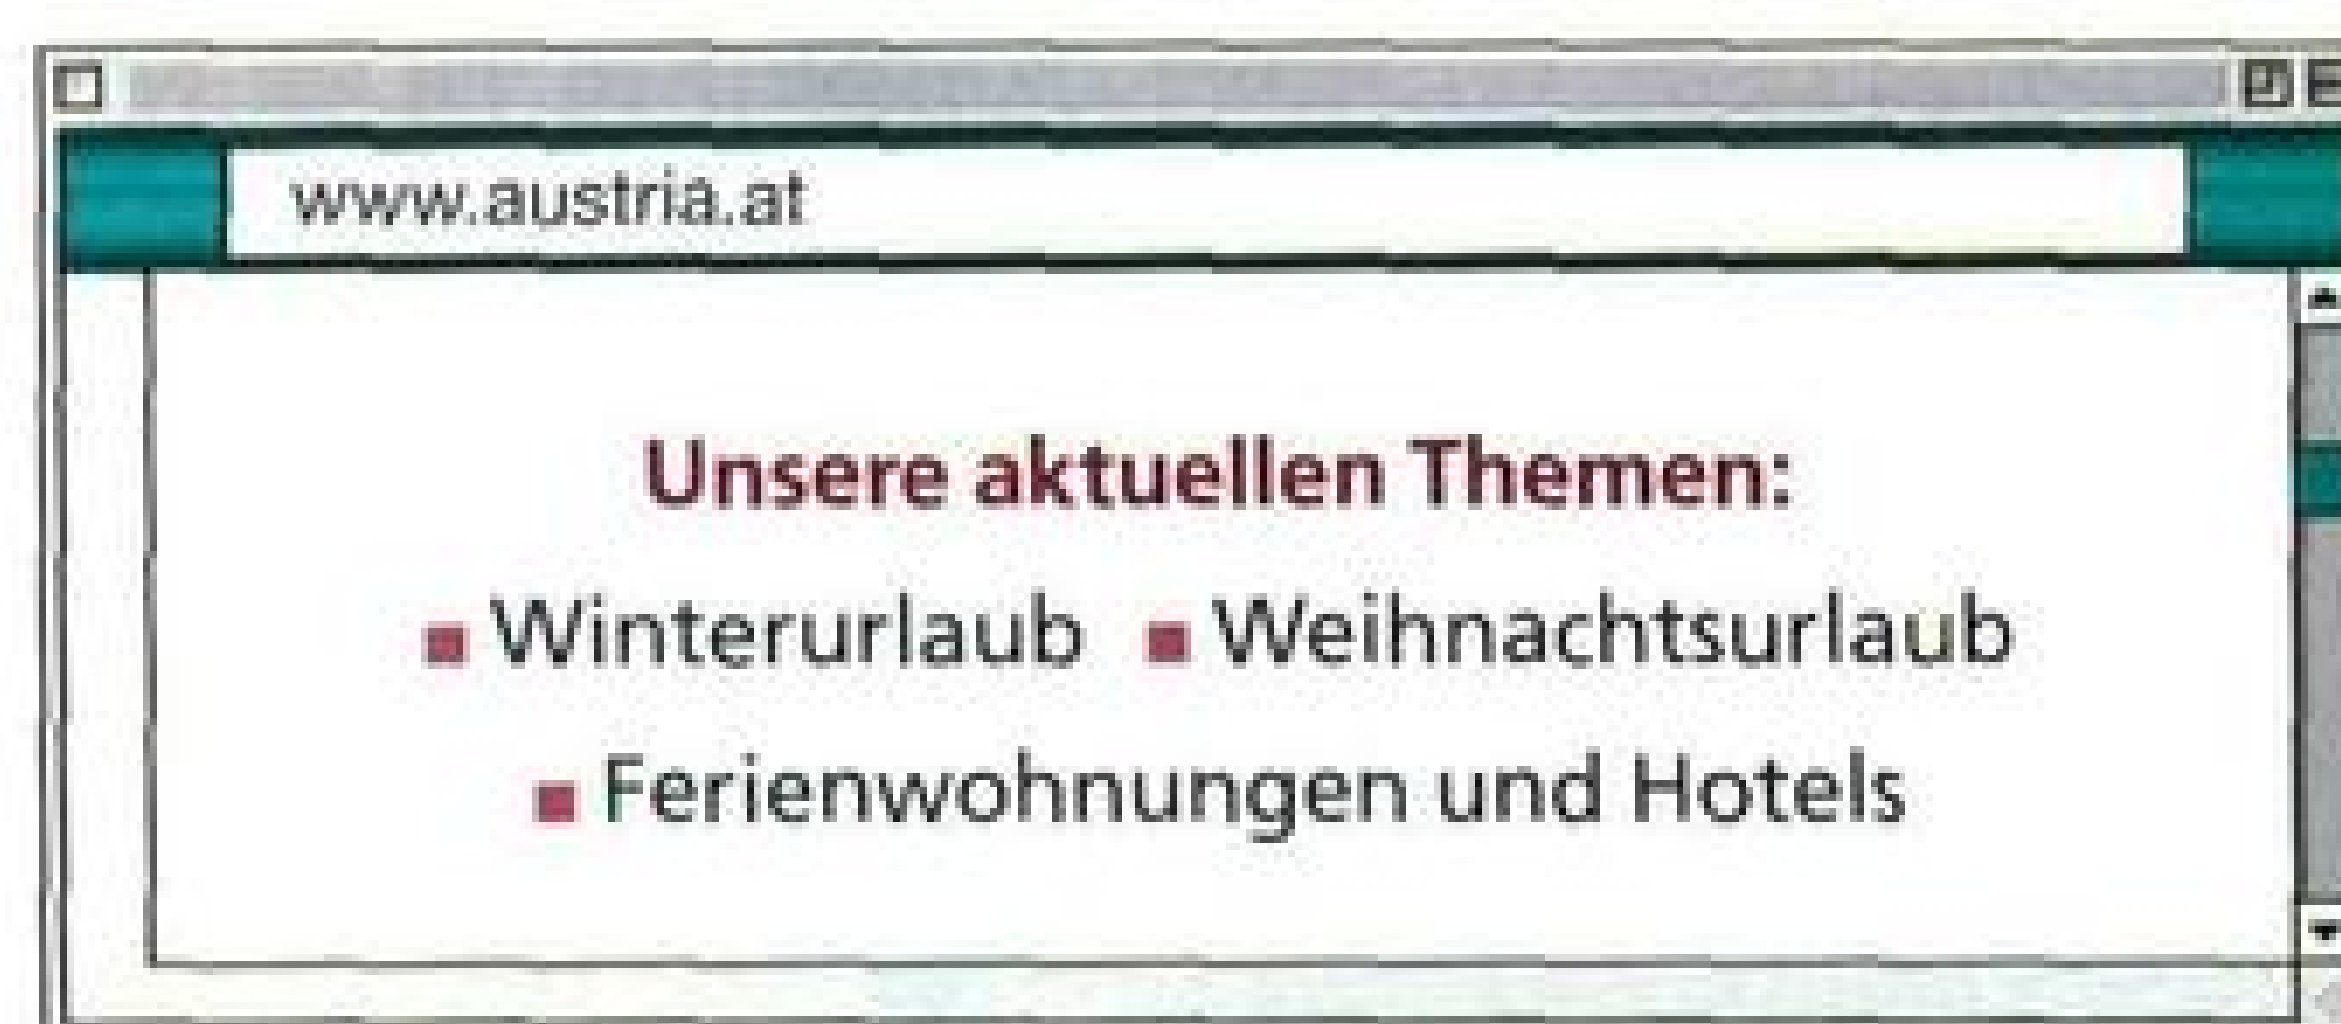 www.austria.at
Unsere aktuellen Themen:
■ Winterurlaub ■ Weihnachtsurlaub
■ Ferienwohnungen und Hotels